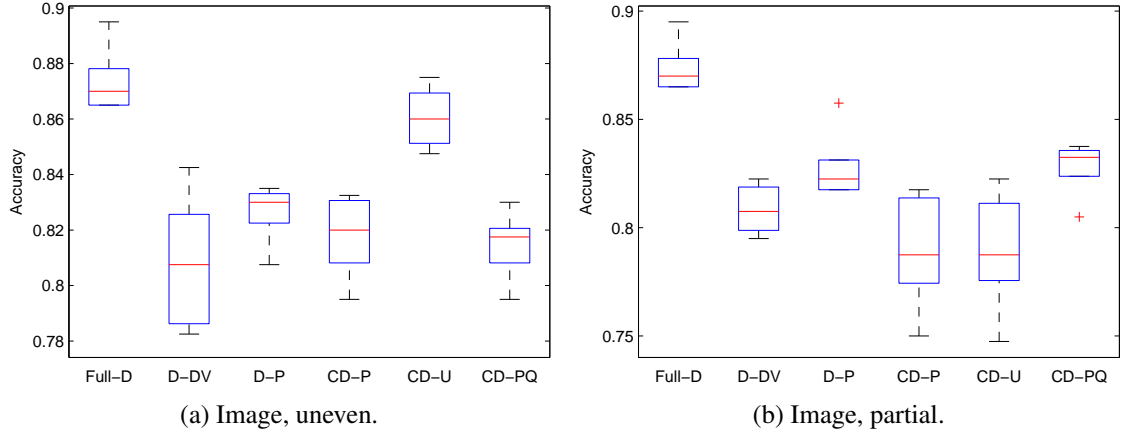 0.9
0.88
0.86
0.84
0.82
0.8
0.78
Accuracy
Full−D D−DV D−P CD−P CD−U CD−PQ
(a) Image, uneven.
0.9
0.85
0.8
0.75
Accuracy
Full−D D−DV D−P CD−P CD−U CD−PQ
(b) Image, partial.